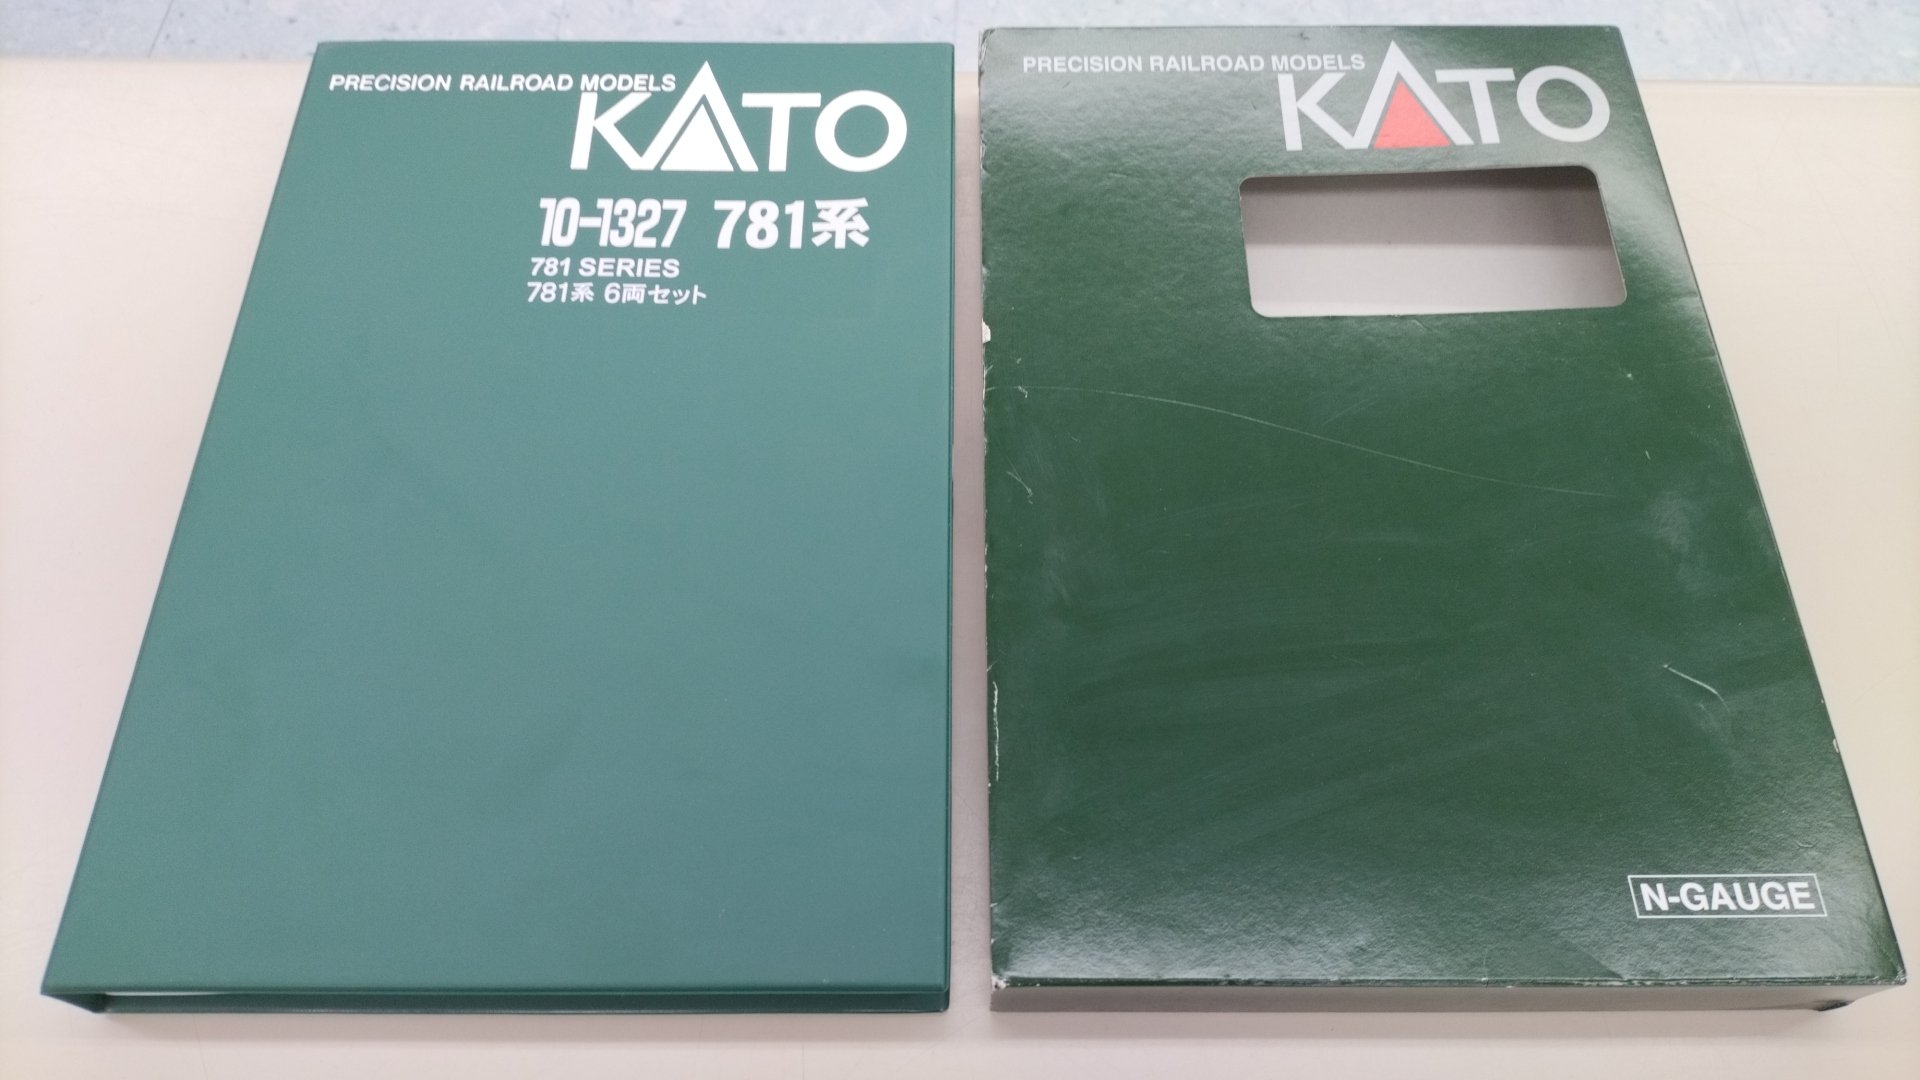 PRECISION RAILROAD MODELS
KATO
10-1327 781系
781 SERIES
781系 6両セット
PRECISION RAILROAD MODELS
KATO
N-GAUGE